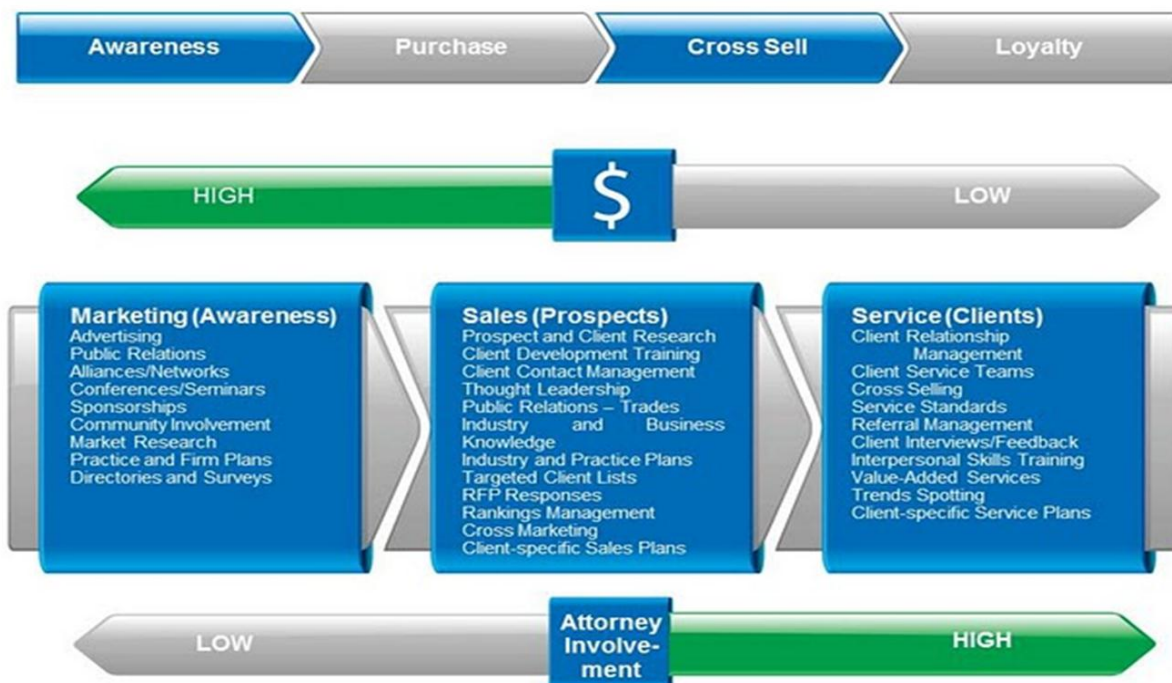 Awareness
Purchase
Cross Sell
Loyalty
HIGH
$
LOW
Marketing (Awareness)
Advertising
Public Relations
Alliances/Networks
Conferences/Seminars
Sponsorships
Community Involvement
Market Research
Practice and Firm Plans
Directories and Surveys
Sales (Prospects)
Prospect and Client Research
Client Development Training
Client Contact Management
Thought Leadership
Public Relations – Trades
Industry and Business
Knowledge
Industry and Practice Plans
Targeted Client Lists
RFP Responses
Rankings Management
Cross Marketing
Client-specific Sales Plans
Service (Clients)
Client Relationship
Management
Client Service Teams
Cross Selling
Service Standards
Referral Management
Client Interviews/Feedback
Interpersonal Skills Training
Value-Added Services
Trends Spotting
Client-specific Service Plans
LOW
Attorney
Involve-
ment
HIGH